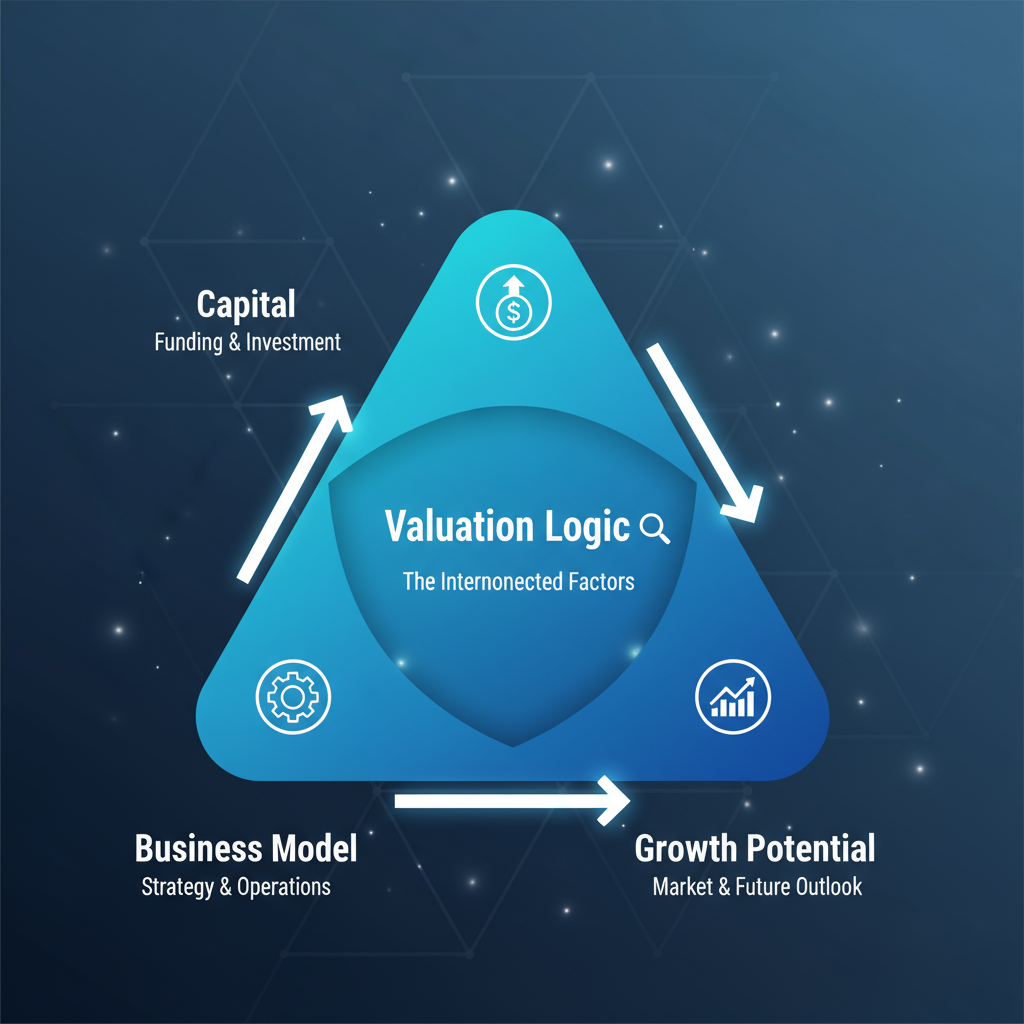 Capital
Funding & Investment
$
Valuation Logic
The Internonected Factors
Business Model
Strategy & Operations
Growth Potential
Market & Future Outlook